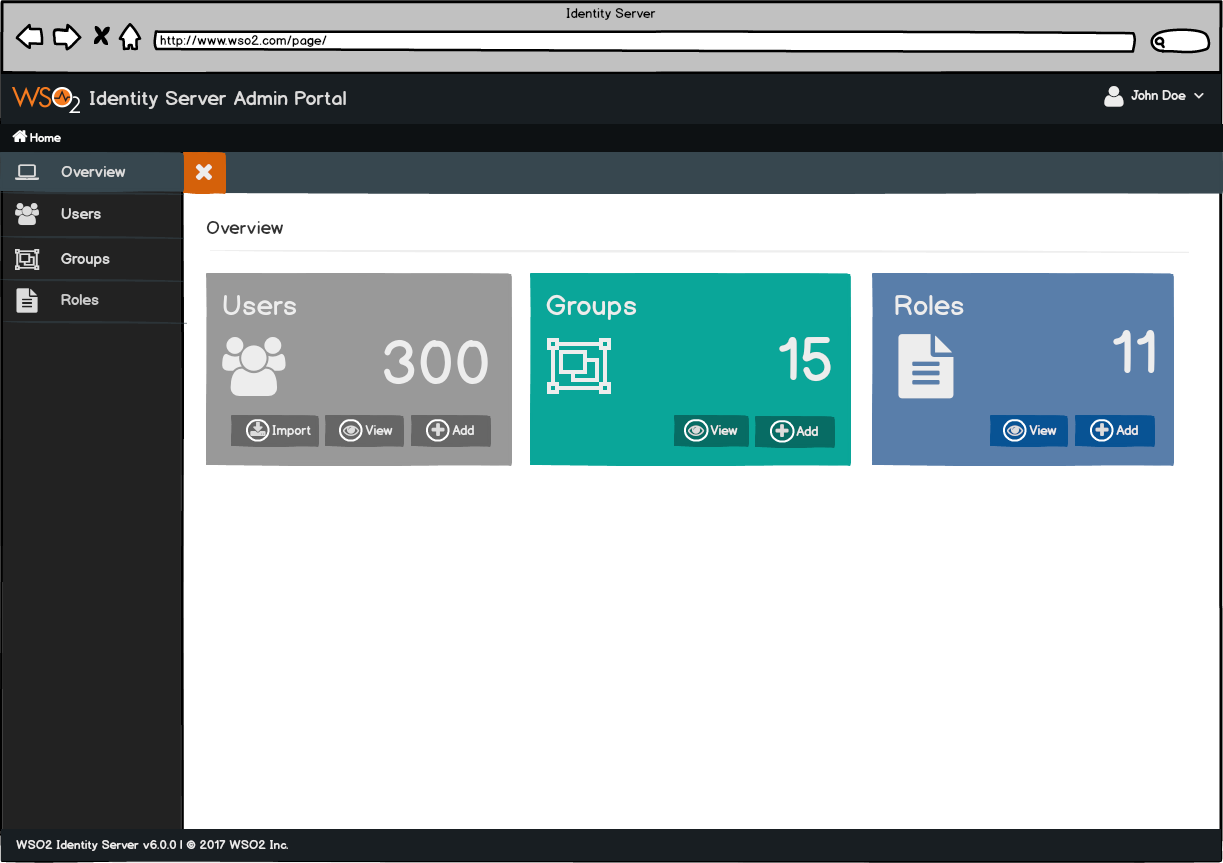 Identity Server
http://www.wso2.com/page/
WSO2 Identity Server Admin Portal
John Doe
Home
Overview
Users
Groups
Roles
Overview
Users
300
Import View Add
Groups
15
View Add
Roles
11
View Add
WSO2 Identity Server v6.0.0 | © 2017 WSO2 Inc.